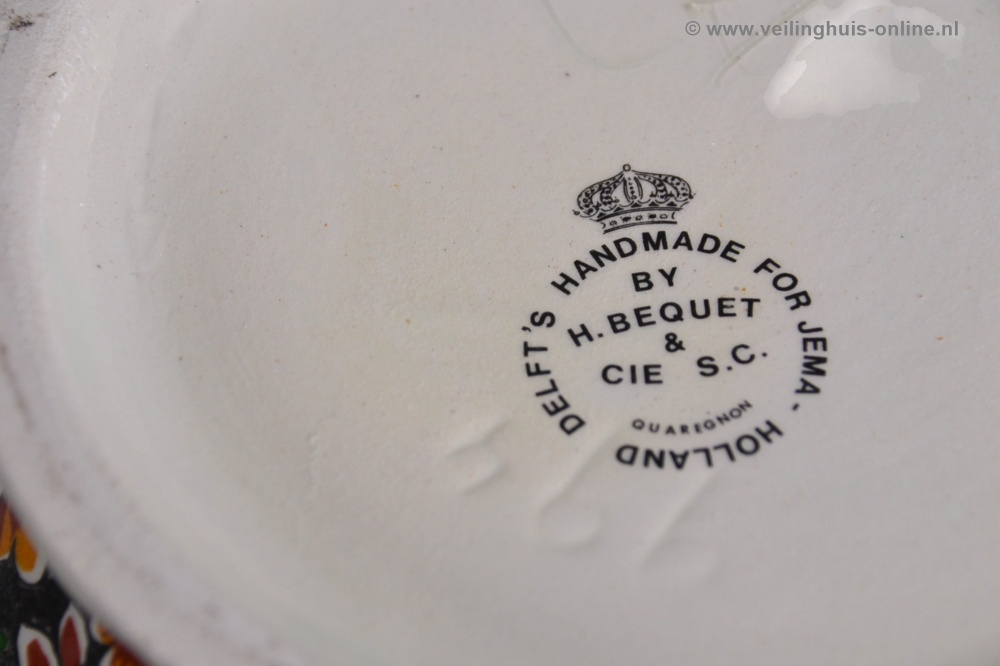 © www.veilinghuis-online.nl
DELFT'S HANDMADE FOR JEMA - HOLLAND
BY
H. BEQUET
&
CIE S.C.
QUAREGNON